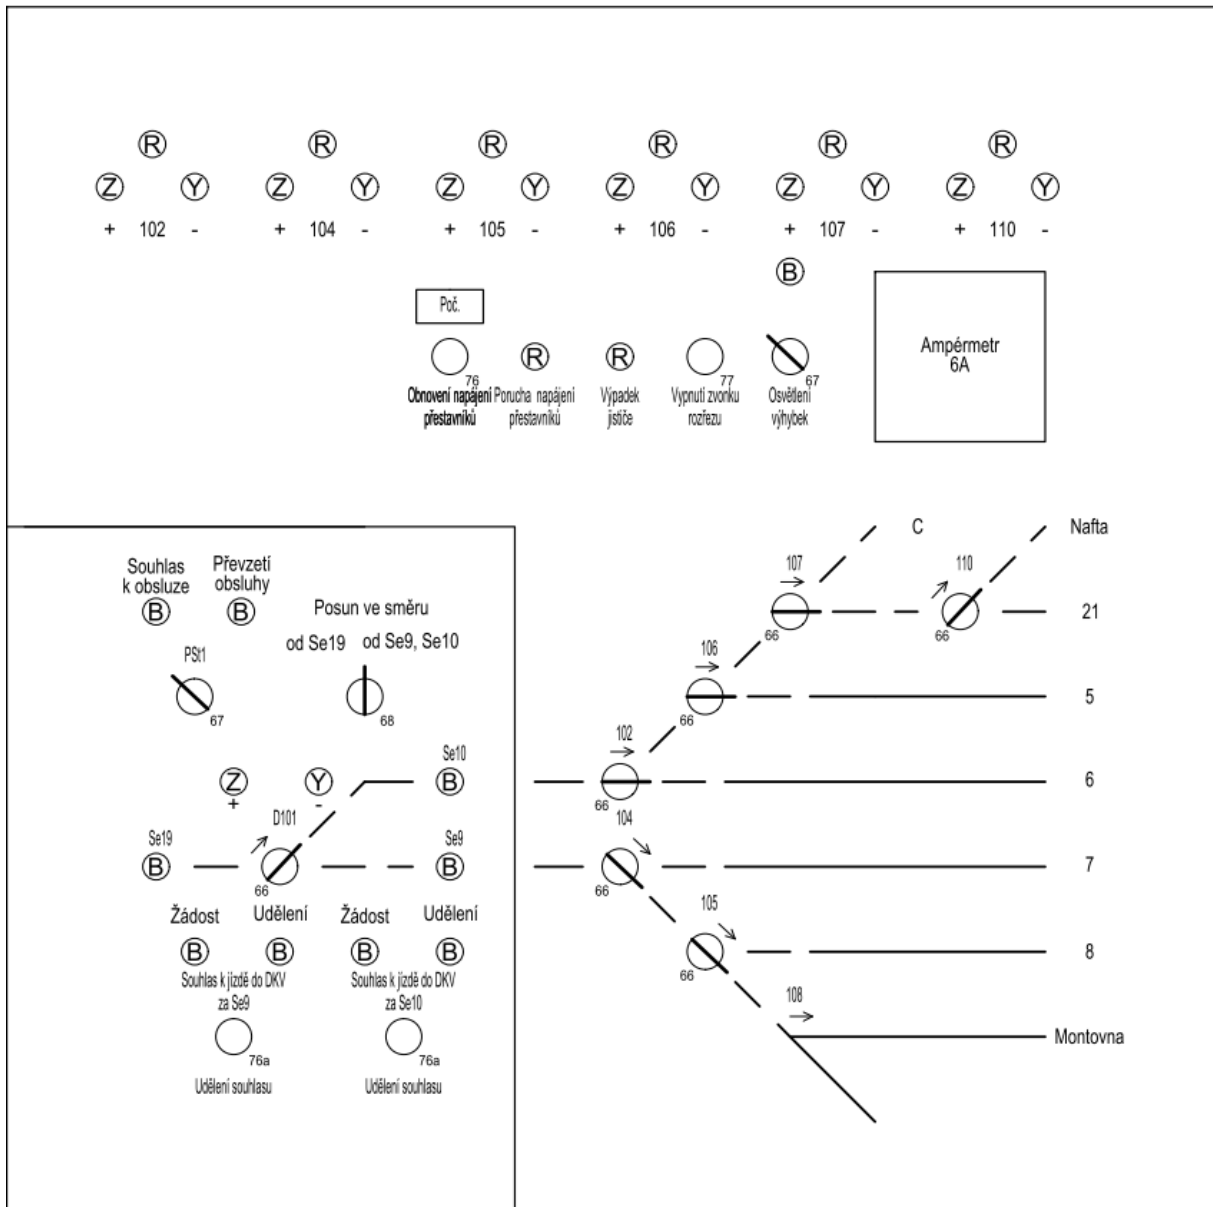 R R R R R R
Z Y Z Y Z Y Z Y Z Y Z Y
+ 102 - + 104 - + 105 - + 106 - + 107 - + 110 -
B
Poč.
Ampérmetr
6A
R R
76 77 67
Obnovení napájení
přestavníků
Porucha napájení
přestavníků
Výpadek
jističe
Vypnutí zvonku
rozřezu
Osvětlení
výhybek
Souhlas
k obsluze
Převzetí
obsluhy
B B
Posun ve směru
od Se19 od Se9, Se10
PSt1
67 68
Z Y
+ -
Se10
B
D101
Se19
B
66
Se9
B
Žádost Udělení Žádost Udělení
B B B B
Souhlas k jízdě do DKV
za Se9
Souhlas k jízdě do DKV
za Se10
76a 76a
Udělení souhlasu Udělení souhlasu
C Nafta
107 110
66 66 21
106
66 5
102
66 6
104
66 7
105
66 8
108
Montovna